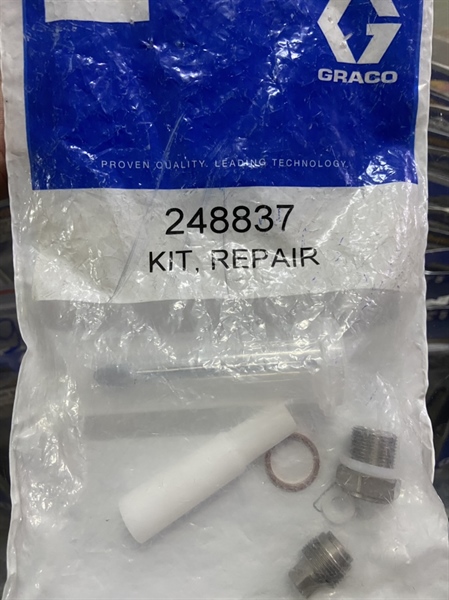 GRACO
PROVEN QUALITY. LEADING TECHNOLOGY.
248837
KIT, REPAIR